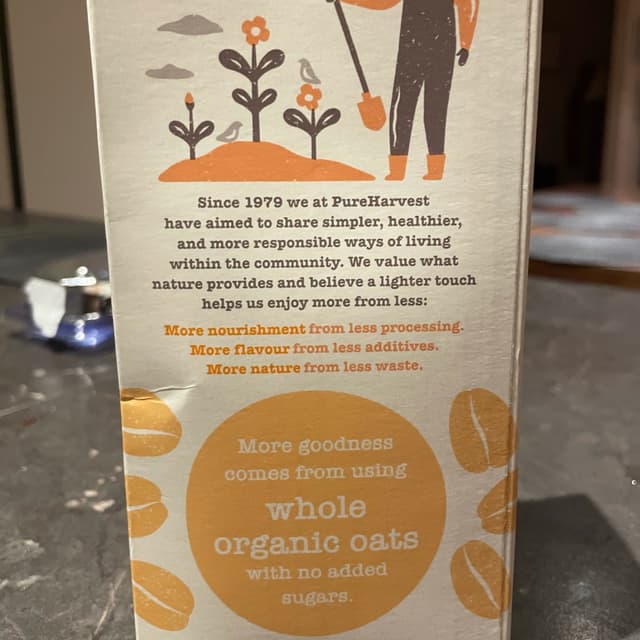 Since 1979 we at PureHarvest
have aimed to share simpler, healthier,
and more responsible ways of living
within the community. We value what
nature provides and believe a lighter touch
helps us enjoy more from less:
More nourishment from less processing.
More flavour from less additives.
More nature from less waste.
More goodness
comes from using
whole
organic oats
with no added
sugars.